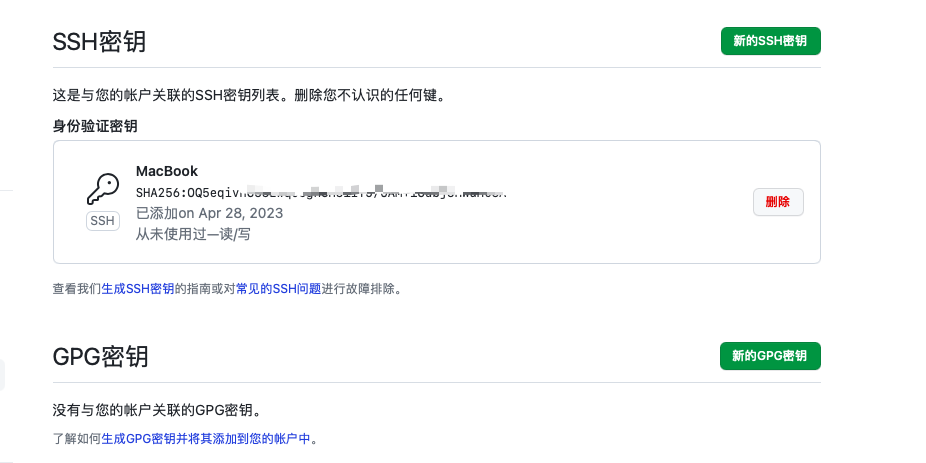 SSH密钥
新的SSH密钥
这是与您的帐户关联的SSH密钥列表。删除您不认识的任何键。
身份验证密钥
MacBook
SHA256:OQ5eqiv
SSH
已添加on Apr 28, 2023
从未使用过—读/写
删除
查看我们生成SSH密钥的指南或对常见的SSH问题进行故障排除。
GPG密钥
新的GPG密钥
没有与您的帐户关联的GPG密钥。
了解如何生成GPG密钥并将其添加到您的帐户中。